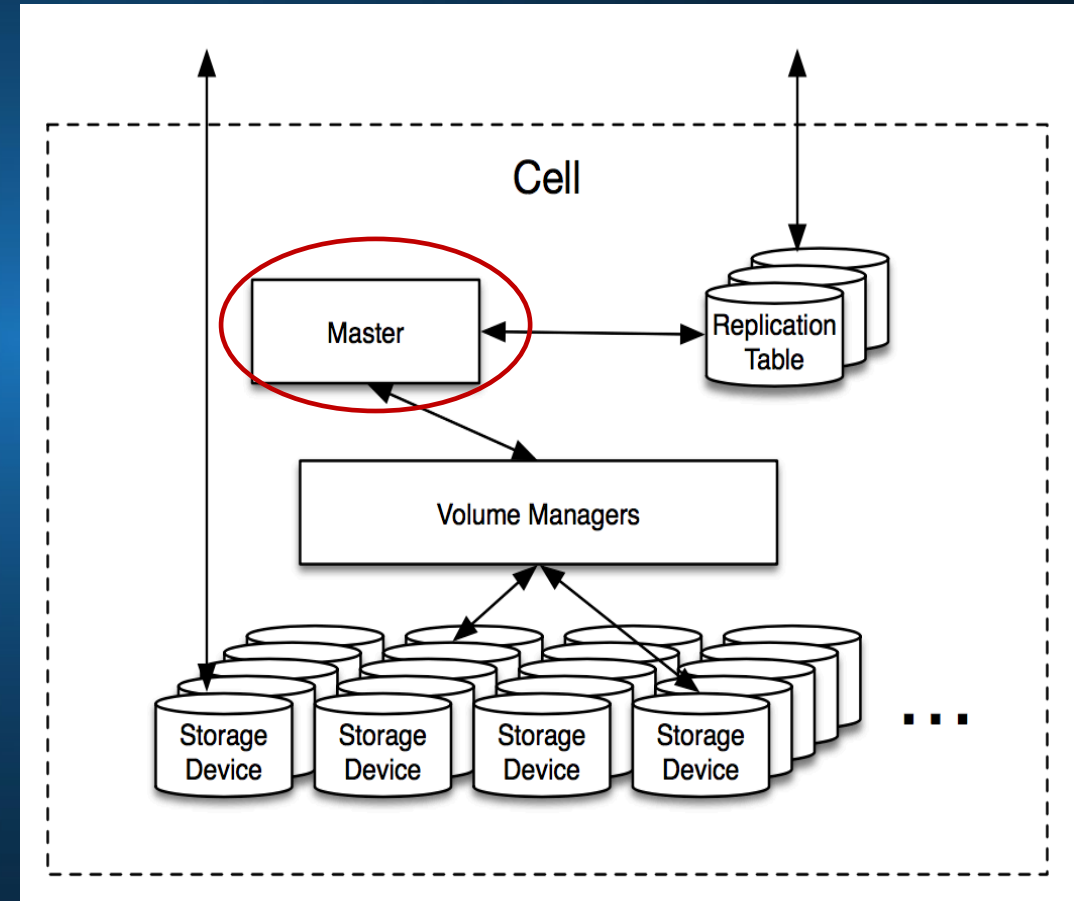 Cell
Master
Replication
Table
Volume Managers
Storage
Device
Storage
Device
Storage
Device
Storage
Device
...